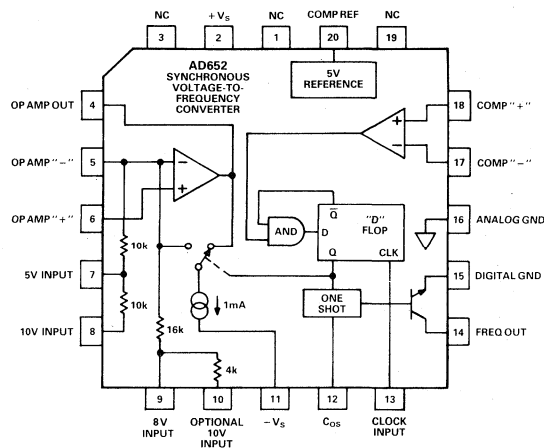 NC
+VS
NC
COMP REF
NC
3
2
1
20
19
AD652
SYNCHRONOUS
VOLTAGE-TO-
FREQUENCY
CONVERTER
5V
REFERENCE
OP AMP OUT
4
18
COMP "+"
+
−
OP AMP "−"
5
−
+
17
COMP "−"
OP AMP "+"
6
16
ANALOG GND
Q̅
"D"
FLOP
AND
D
CLK
Q
10k
5V INPUT
7
15
DIGITAL GND
10k
1mA
ONE
SHOT
10V INPUT
8
16k
14
FREQ OUT
4k
9
10
11
12
13
8V
INPUT
OPTIONAL
10V
INPUT
−VS
COS
CLOCK
INPUT